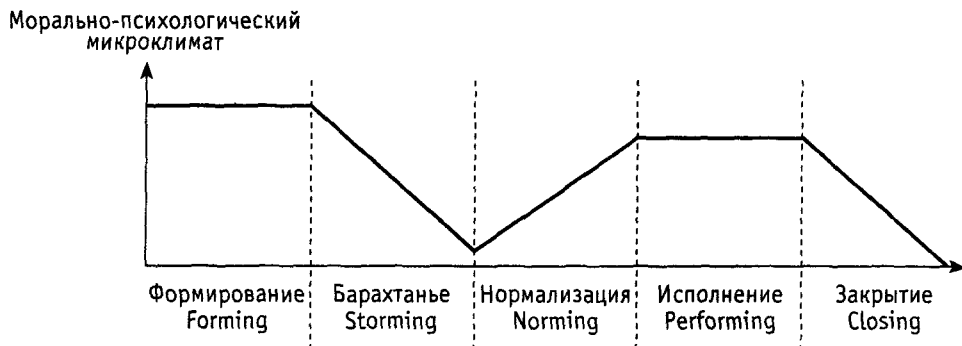 Морально-психологический
микроклимат
Формирование
Forming
Барахтанье
Storming
Нормализация
Norming
Исполнение
Performing
Закрытие
Closing